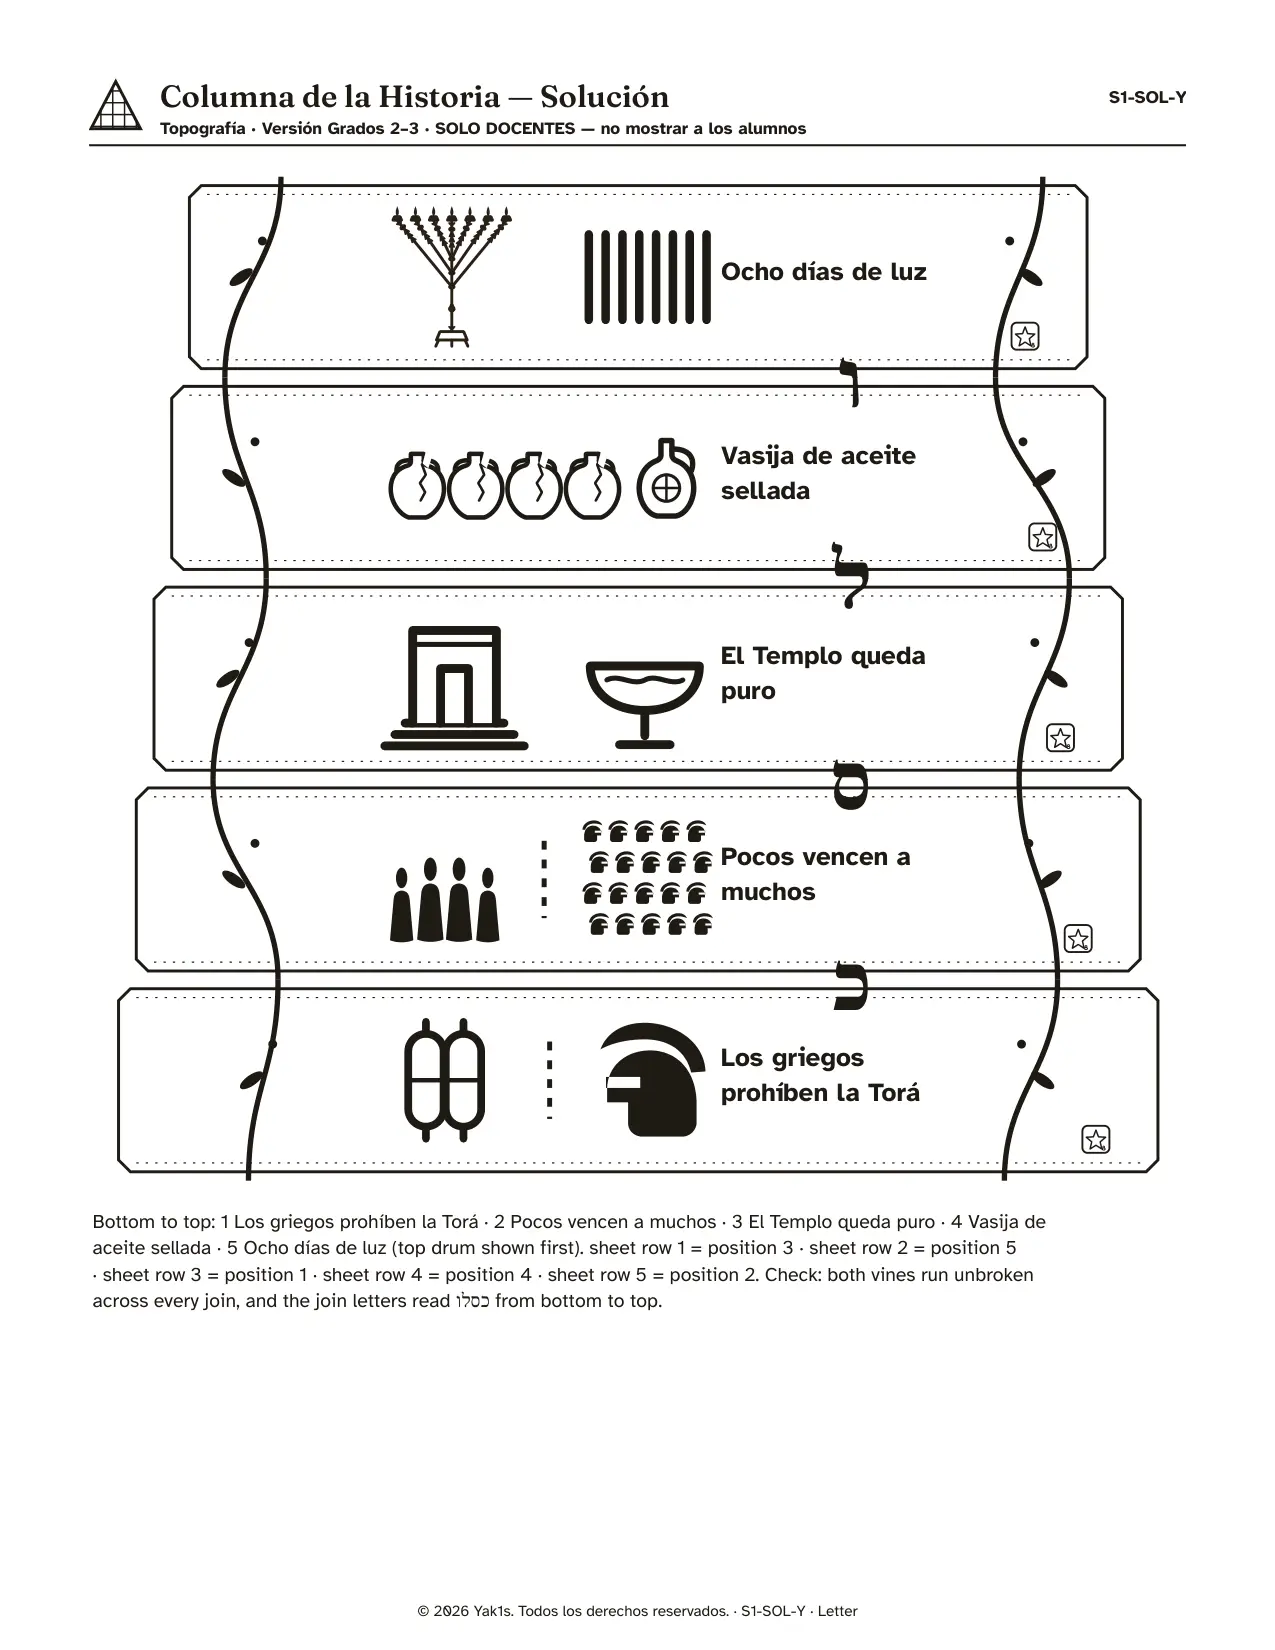 Columna de la Historia — Solución
S1-SOL-Y
Topografía · Versión Grados 2–3 · SOLO DOCENTES — no mostrar a los alumnos
Ocho días de luz
ו
Vasija de aceite
sellada
ל
El Templo queda
puro
ס
Pocos vencen a
muchos
כ
Los griegos
prohíben la Torá
Bottom to top: 1 Los griegos prohíben la Torá · 2 Pocos vencen a muchos · 3 El Templo queda puro · 4 Vasija de
aceite sellada · 5 Ocho días de luz (top drum shown first). sheet row 1 = position 3 · sheet row 2 = position 5
· sheet row 3 = position 1 · sheet row 4 = position 4 · sheet row 5 = position 2. Check: both vines run unbroken
across every join, and the join letters read כסלו from bottom to top.
© 2026 Yak1s. Todos los derechos reservados. · S1-SOL-Y · Letter